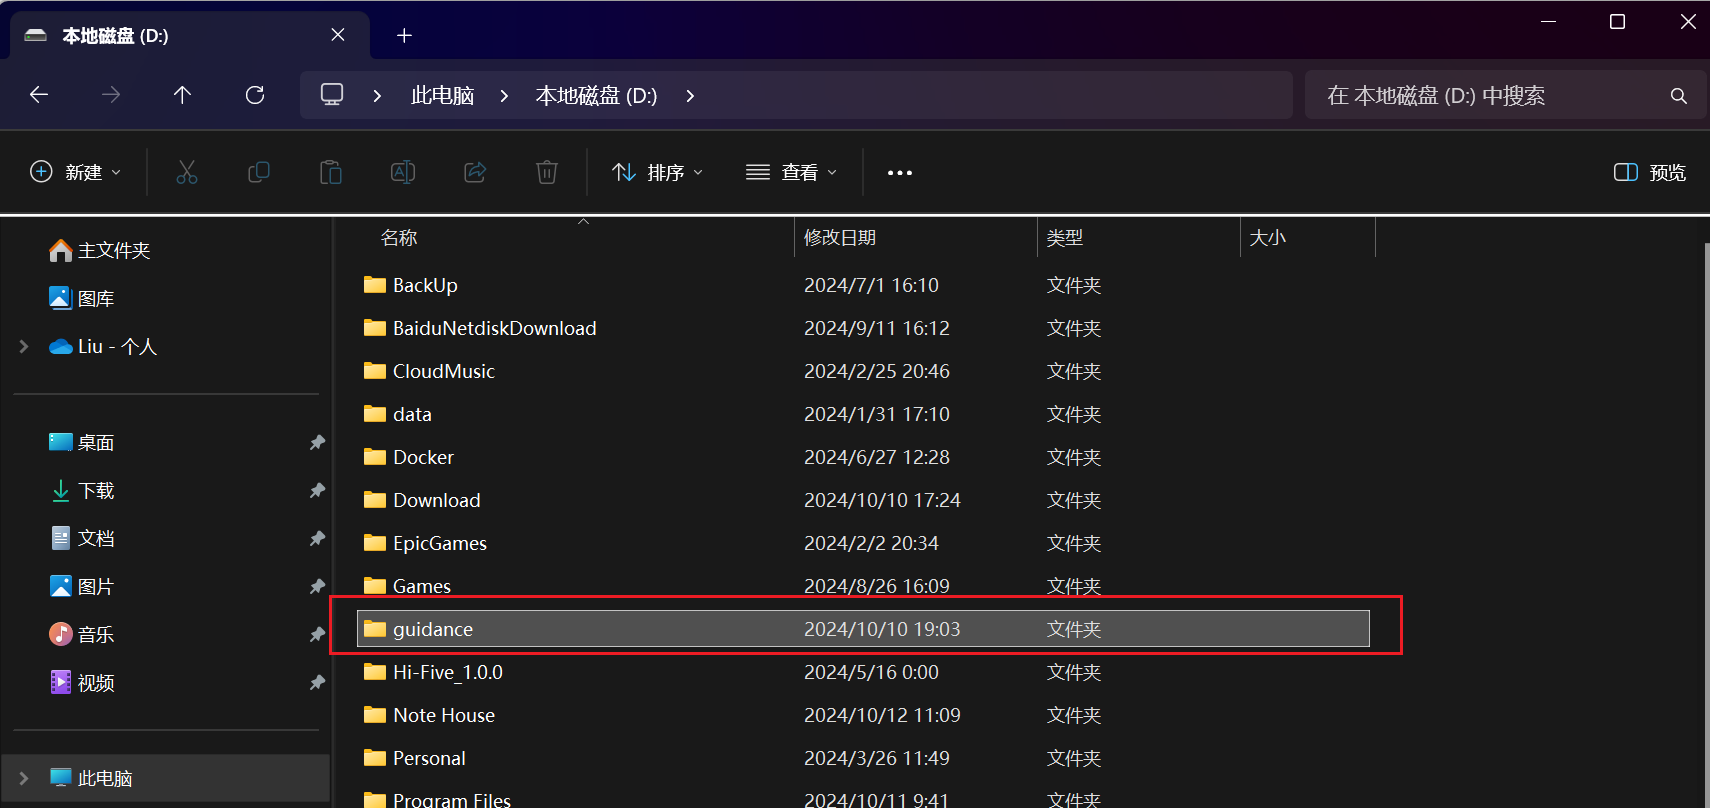 本地磁盘 (D:)
此电脑 本地磁盘 (D:) 在 本地磁盘 (D:) 中搜索
新建 排序 查看 预览
主文件夹
图库
Liu - 个人
桌面
下载
文档
图片
音乐
视频
此电脑
名称 修改日期 类型 大小
BackUp 2024/7/1 16:10 文件夹
BaiduNetdiskDownload 2024/9/11 16:12 文件夹
CloudMusic 2024/2/25 20:46 文件夹
data 2024/1/31 17:10 文件夹
Docker 2024/6/27 12:28 文件夹
Download 2024/10/10 17:24 文件夹
EpicGames 2024/2/2 20:34 文件夹
Games 2024/8/26 16:09 文件夹
guidance 2024/10/10 19:03 文件夹
Hi-Five_1.0.0 2024/5/16 0:00 文件夹
Note House 2024/10/12 11:09 文件夹
Personal 2024/3/26 11:49 文件夹
Program Files 2024/10/11 9:41 文件夹